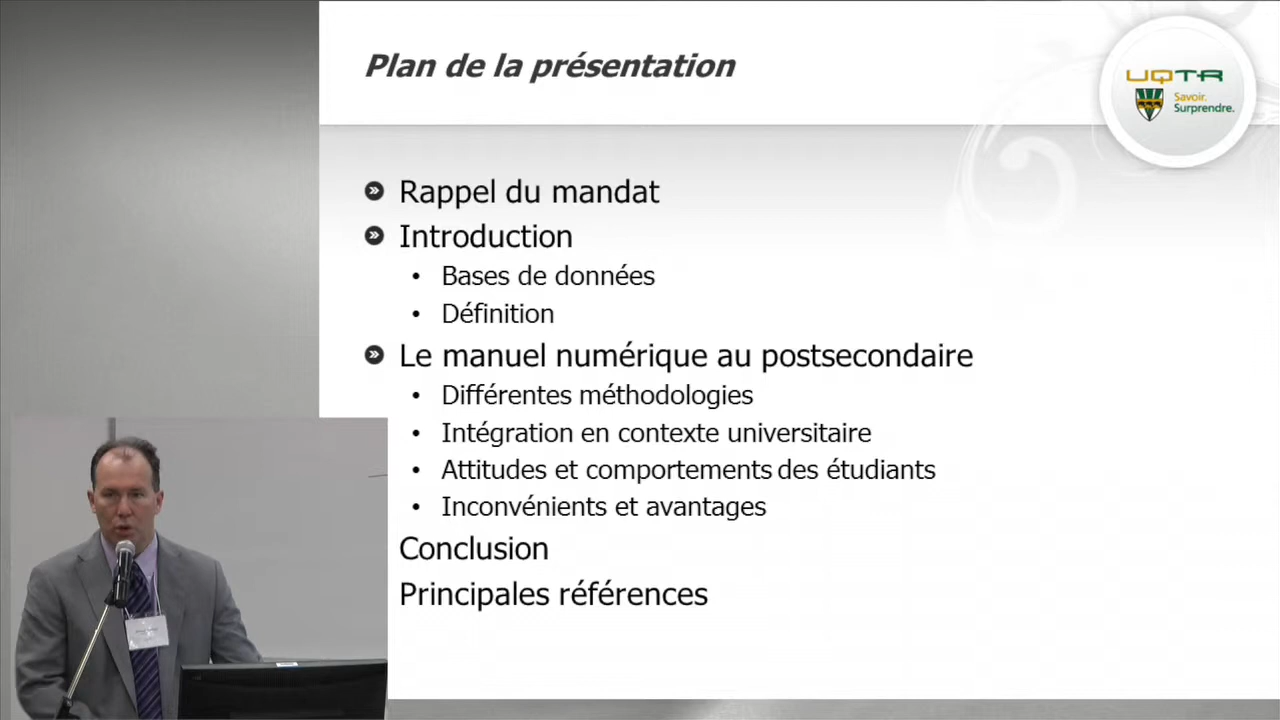 Plan de la présentation
UQTR
Savoir.
Surprendre.
Rappel du mandat
Introduction
• Bases de données
• Définition
Le manuel numérique au postsecondaire
• Différentes méthodologies
• Intégration en contexte universitaire
• Attitudes et comportements des étudiants
• Inconvénients et avantages
Conclusion
Principales références